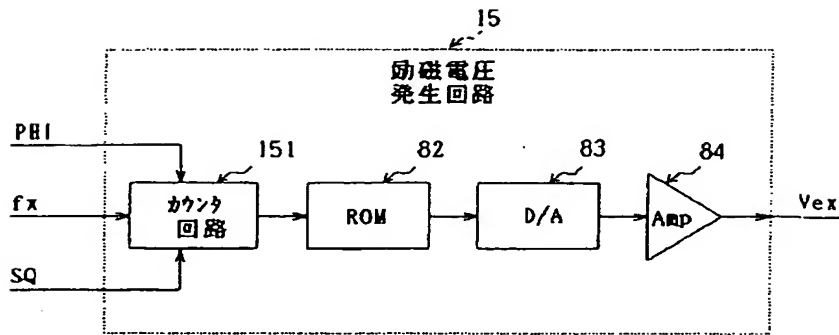 15
励磁電圧
発生回路
PHI
151
82
83
84
fx
カウンタ
回路
ROM
D/A
Amp
Vex
SQ